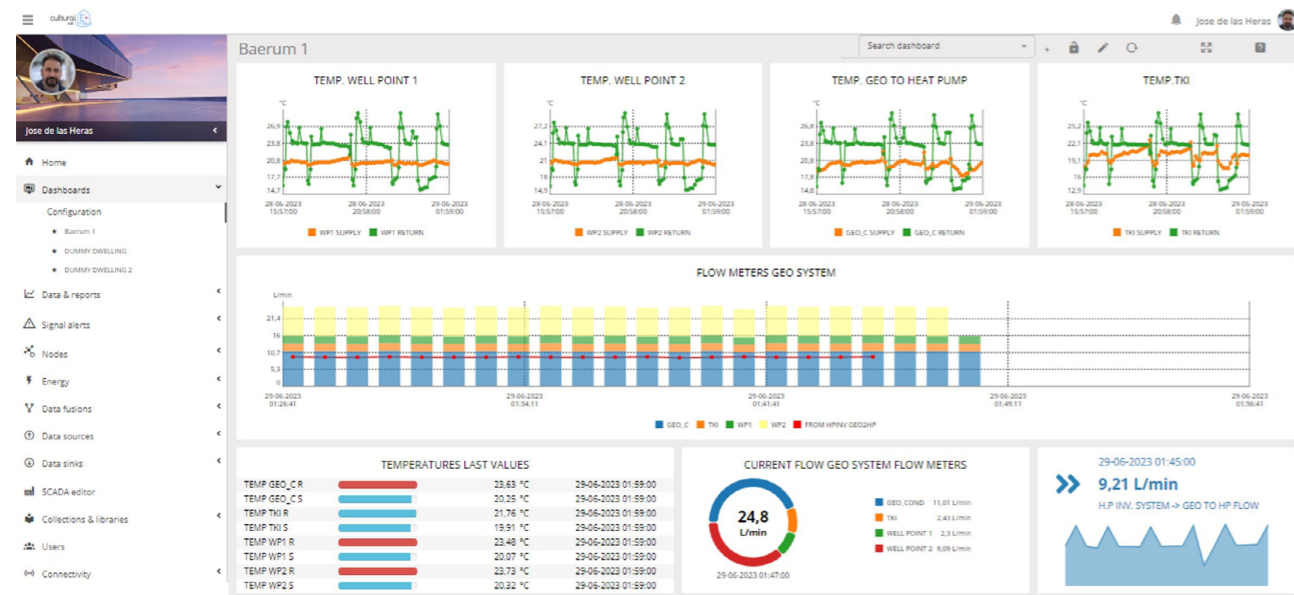 culturgi
Jose de las Heras
Jose de las Heras
Home
Dashboards
Configuration
Baerum 1
DUMMY DWELLING
DUMMY DWELLING 2
Data & reports
Signal alerts
Nodes
Energy
Data fusions
Data sources
Data sinks
SCADA editor
Collections & libraries
Users
Connectivity
Baerum 1
Search dashboard
TEMP. WELL POINT 1
°C
26,9
23,8
20,8
17,7
14,7
28-06-2023 28-06-2023 29-06-2023
15:57:00 20:58:00 01:59:00
WP1 SUPPLY WP1 RETURN
TEMP. WELL POINT 2
°C
27,2
24,1
21
18
14,9
28-06-2023 28-06-2023 29-06-2023
15:57:00 20:58:00 01:59:00
WP2 SUPPLY WP2 RETURN
TEMP. GEO TO HEAT PUMP
°C
26,8
23,8
20,8
17,8
14,8
28-06-2023 28-06-2023 29-06-2023
15:57:00 20:58:00 01:59:00
GEO_C SUPPLY GEO_C RETURN
TEMP.TKI
°C
25,2
22,7
19,7
16
12,9
28-06-2023 28-06-2023 29-06-2023
15:57:00 20:58:00 01:59:00
TKI SUPPLY TKI RETURN
FLOW METERS GEO SYSTEM
L/min
21,4
16
10,7
5,3
0
29-06-2023 29-06-2023 29-06-2023 29-06-2023 29-06-2023
01:26:41 01:34:11 01:41:41 01:49:11 01:56:41
GEO_C TKI WP1 WP2 FROM HPINV GEO2HP
TEMPERATURES LAST VALUES
TEMP GEO_C R 23,63 °C 29-06-2023 01:59:00
TEMP GEO_C S 20,25 °C 29-06-2023 01:59:00
TEMP TKI R 21,76 °C 29-06-2023 01:59:00
TEMP TKI S 19,91 °C 29-06-2023 01:59:00
TEMP WP1 R 23,48 °C 29-06-2023 01:59:00
TEMP WP1 S 20,07 °C 29-06-2023 01:59:00
TEMP WP2 R 23,73 °C 29-06-2023 01:59:00
TEMP WP2 S 20,32 °C 29-06-2023 01:59:00
CURRENT FLOW GEO SYSTEM FLOW METERS
24,8
L/min
29-06-2023 01:47:00
GEO_COND 11,01 L/min
TKI 2,43 L/min
WELL POINT 1 2,3 L/min
WELL POINT 2 9,09 L/min
29-06-2023 01:45:00
9,21 L/min
H.P INV. SYSTEM -> GEO TO HP FLOW